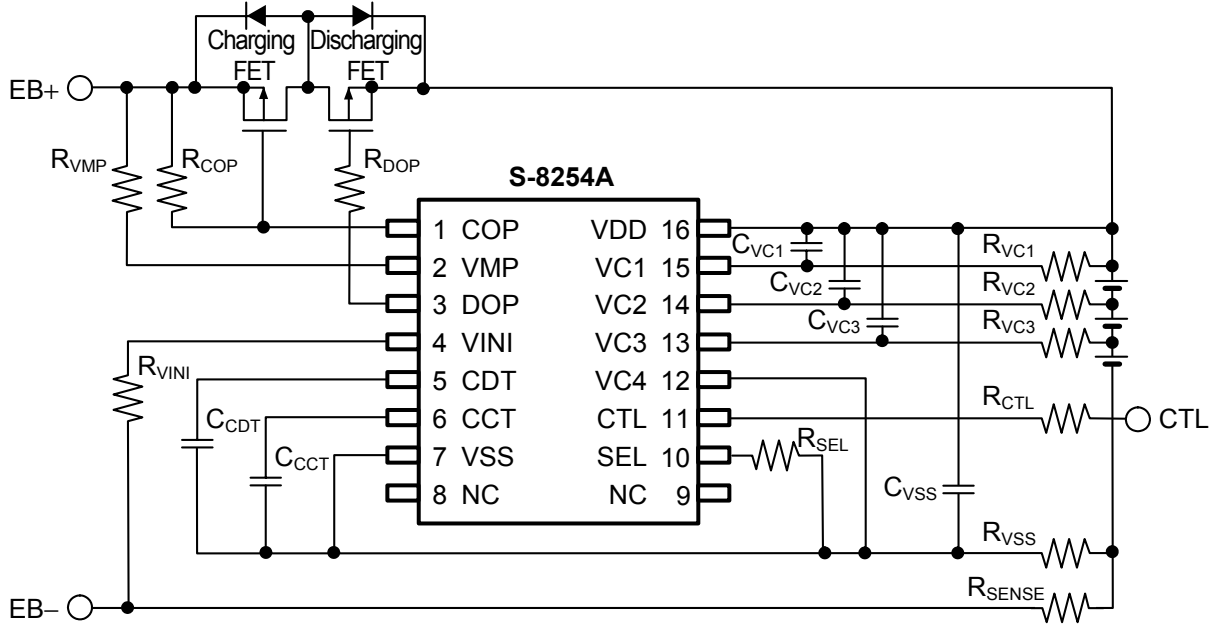 Charging Discharging
FET FET
EB+
RVMP RCOP RDOP
S-8254A
1 COP VDD 16
2 VMP VC1 15
3 DOP VC2 14
4 VINI VC3 13
5 CDT VC4 12
6 CCT CTL 11
7 VSS SEL 10
8 NC NC 9
CVC1 RVC1
CVC2 RVC2
CVC3 RVC3
RVINI
CCDT
CCCT
RCTL CTL
RSEL
CVSS
RVSS
RSENSE
EB−